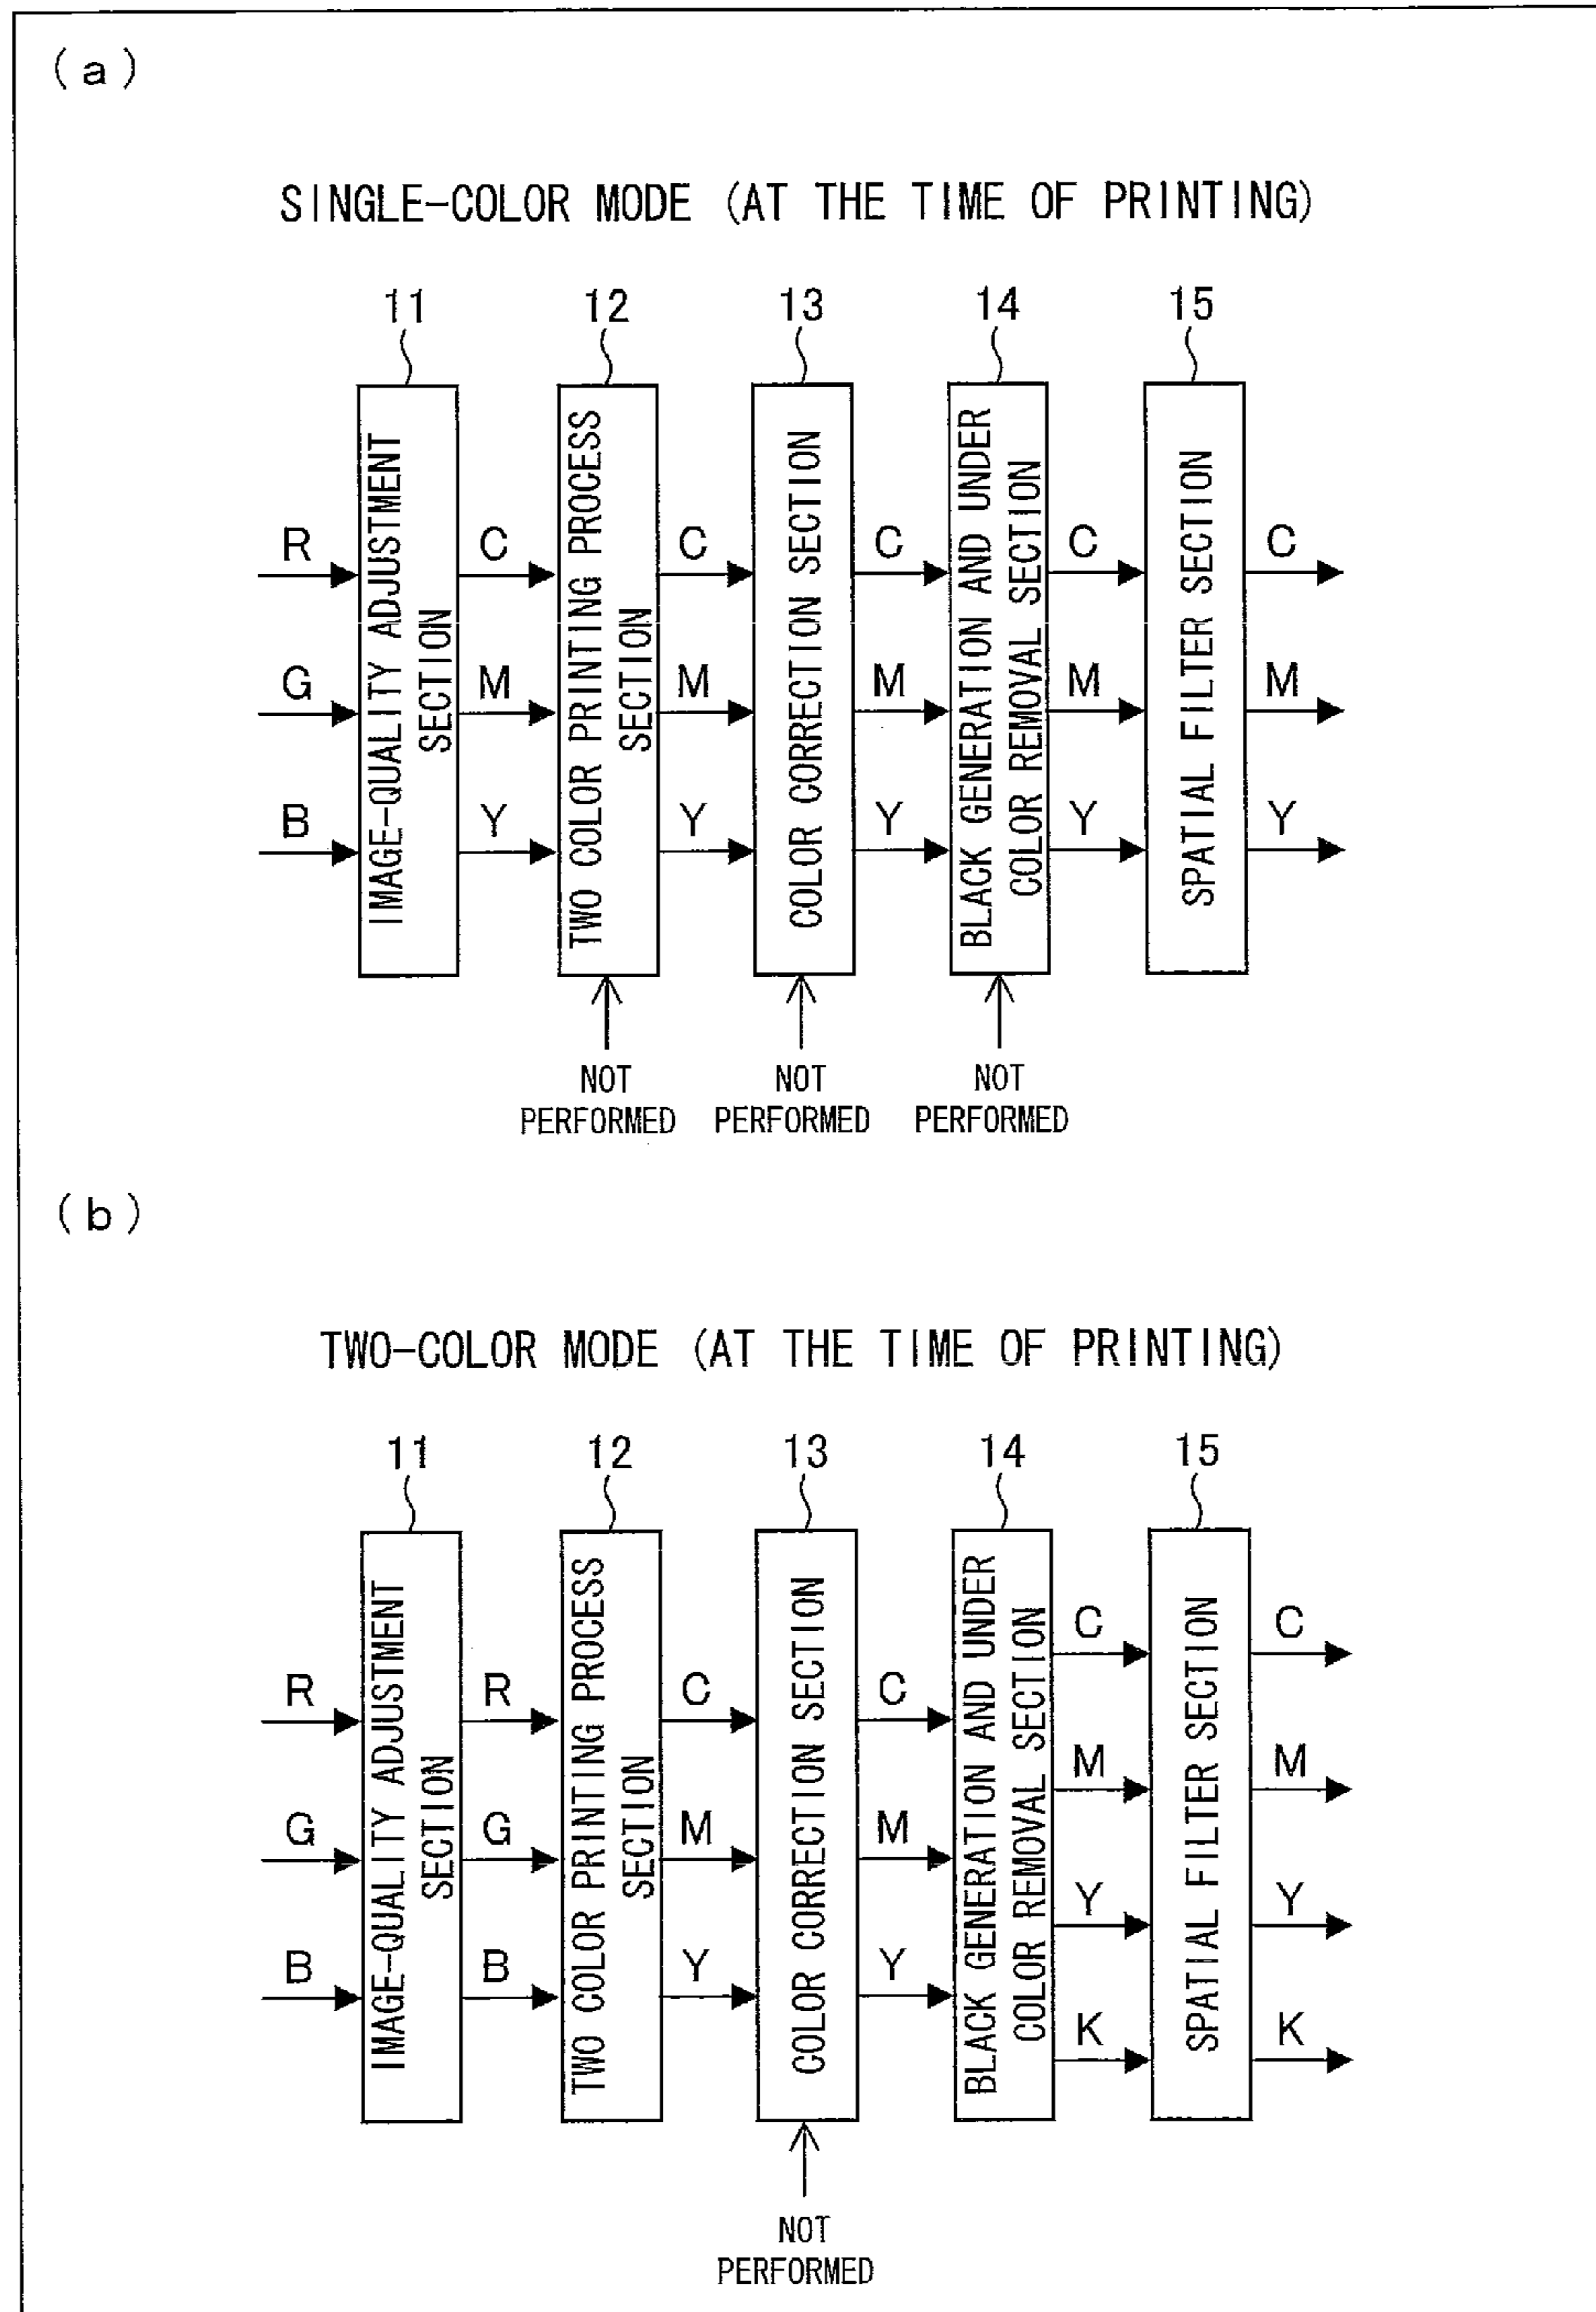 (a)
SINGLE-COLOR MODE (AT THE TIME OF PRINTING)
11 12 13 14 15
IMAGE-QUALITY ADJUSTMENT
SECTION
TWO COLOR PRINTING PROCESS
SECTION
COLOR CORRECTION SECTION
BLACK GENERATION AND UNDER
COLOR REMOVAL SECTION
SPATIAL FILTER SECTION
R C C C C C
G M M M M M
B Y Y Y Y Y
NOT
PERFORMED
NOT
PERFORMED
NOT
PERFORMED
(b)
TWO-COLOR MODE (AT THE TIME OF PRINTING)
11 12 13 14 15
IMAGE-QUALITY ADJUSTMENT
SECTION
TWO COLOR PRINTING PROCESS
SECTION
COLOR CORRECTION SECTION
BLACK GENERATION AND UNDER
COLOR REMOVAL SECTION
SPATIAL FILTER SECTION
R R C C C C
G G M M M M
B B Y Y Y Y
K K
NOT
PERFORMED